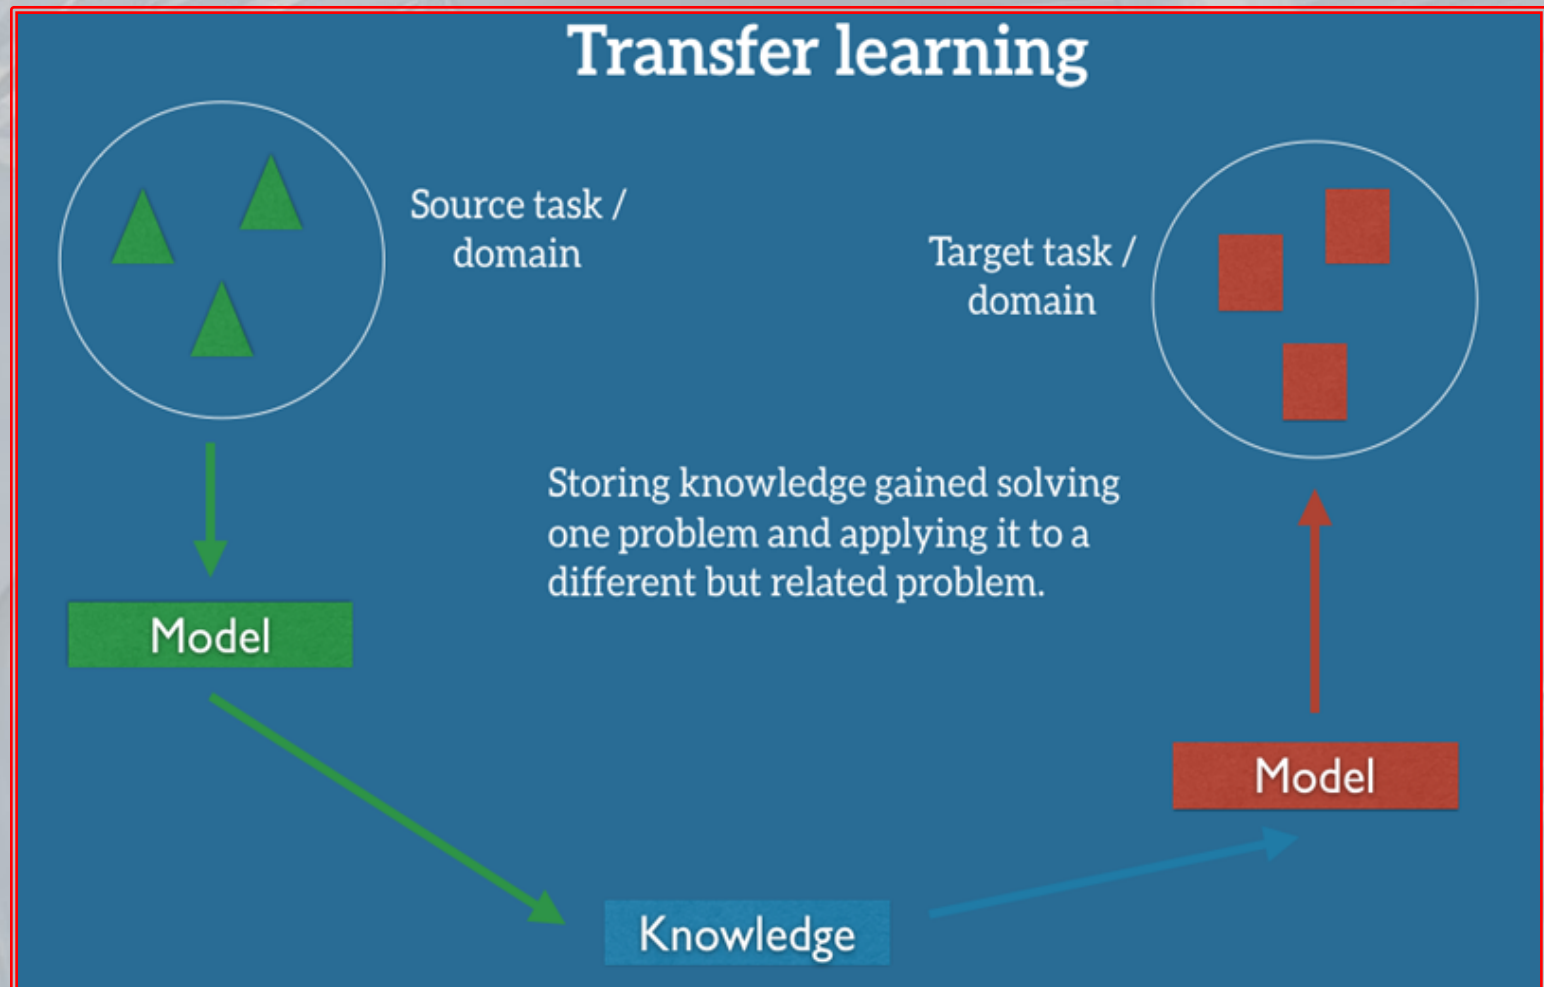 Transfer learning
Source task /
domain
Target task /
domain
Storing knowledge gained solving
one problem and applying it to a
different but related problem.
Model
Model
Knowledge